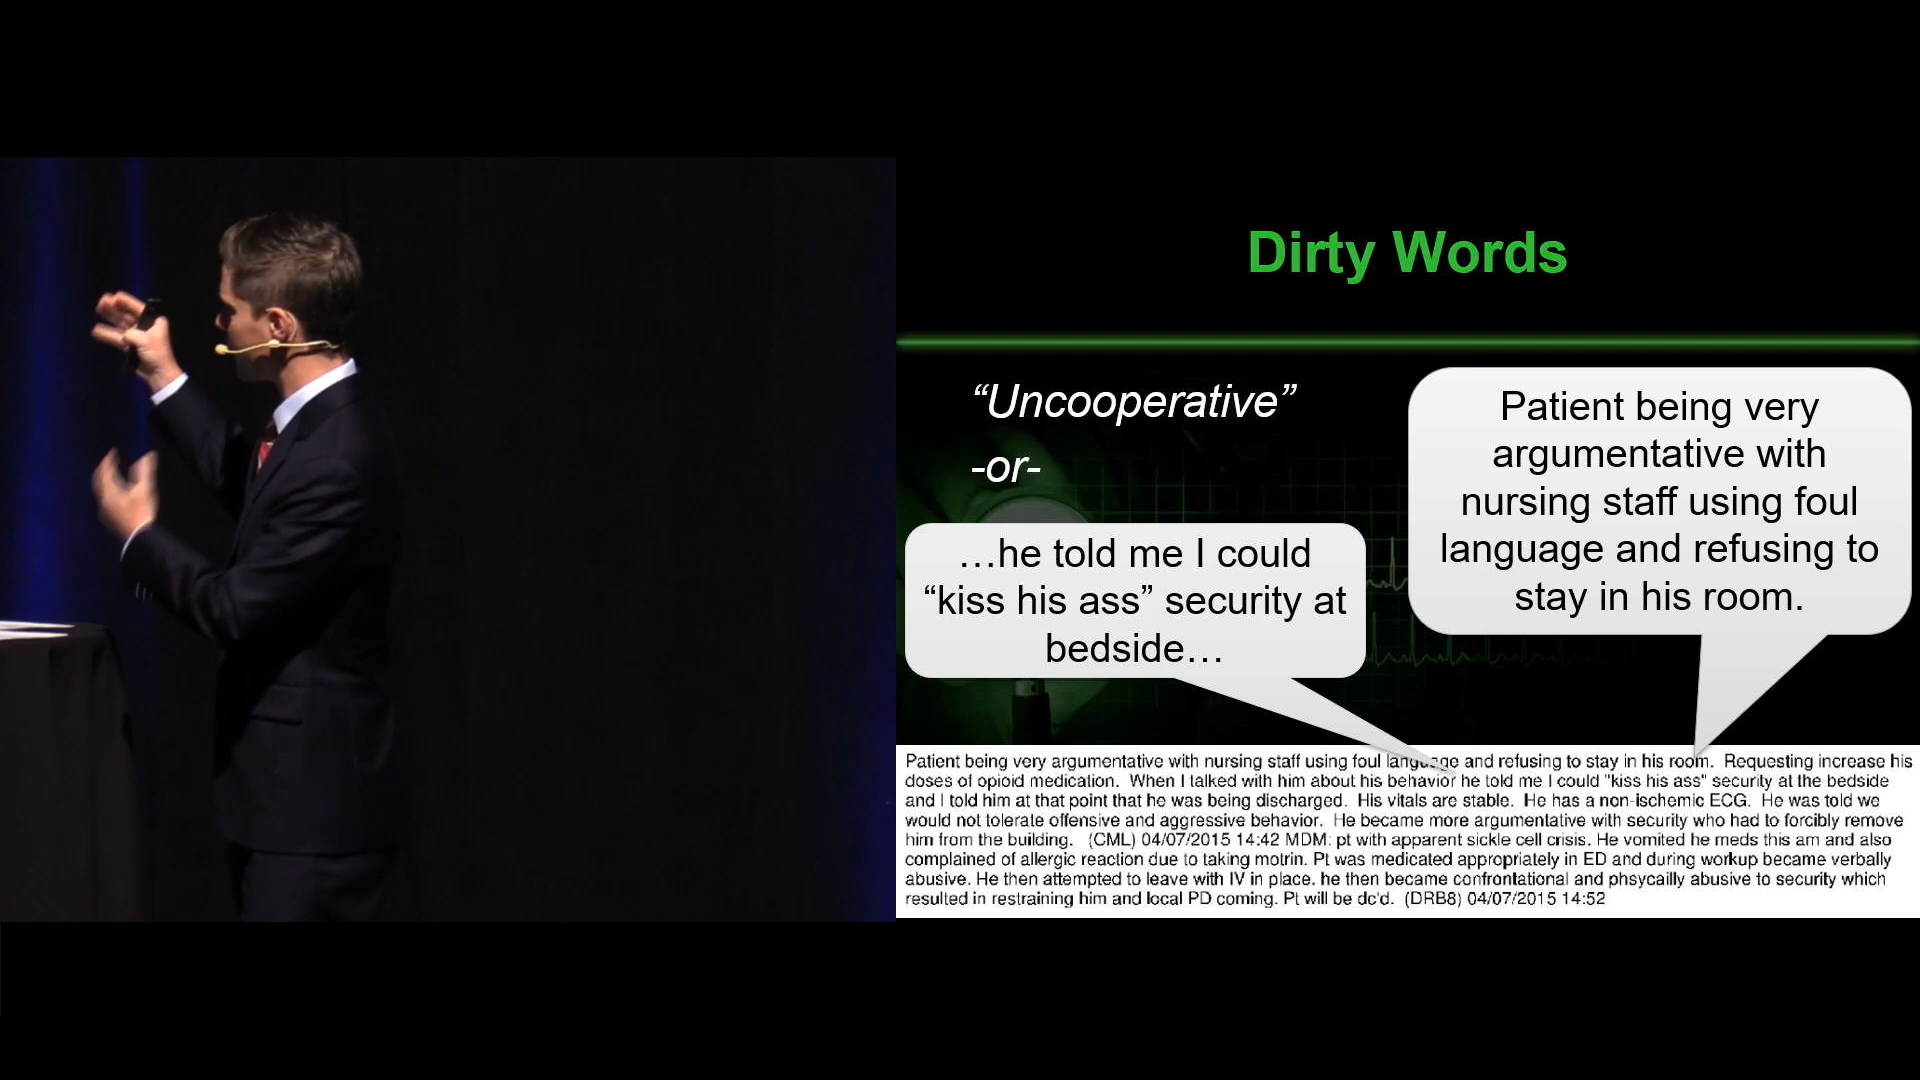 Dirty Words
“Uncooperative”
-or-
…he told me I could
“kiss his ass” security at
bedside…
Patient being very
argumentative with
nursing staff using foul
language and refusing to
stay in his room.
Patient being very argumentative with nursing staff using foul language and refusing to stay in his room.  Requesting increase his
doses of opioid medication.  When I talked with him about his behavior he told me I could "kiss his ass" security at the bedside
and I told him at that point that he was being discharged.  His vitals are stable.  He has a non-ischemic ECG.  He was told we
would not tolerate offensive and aggressive behavior.  He became more argumentative with security who had to forcibly remove
him from the building.   (CML) 04/07/2015 14:42 MDM: pt with apparent sickle cell crisis. He vomited he meds this am and also
complained of allergic reaction due to taking motrin. Pt was medicated appropriately in ED and during workup became verbally
abusive. He then attempted to leave with IV in place. he then became confrontational and phsycailly abusive to security which
resulted in restraining him and local PD coming. Pt will be dc'd.  (DRB8) 04/07/2015 14:52